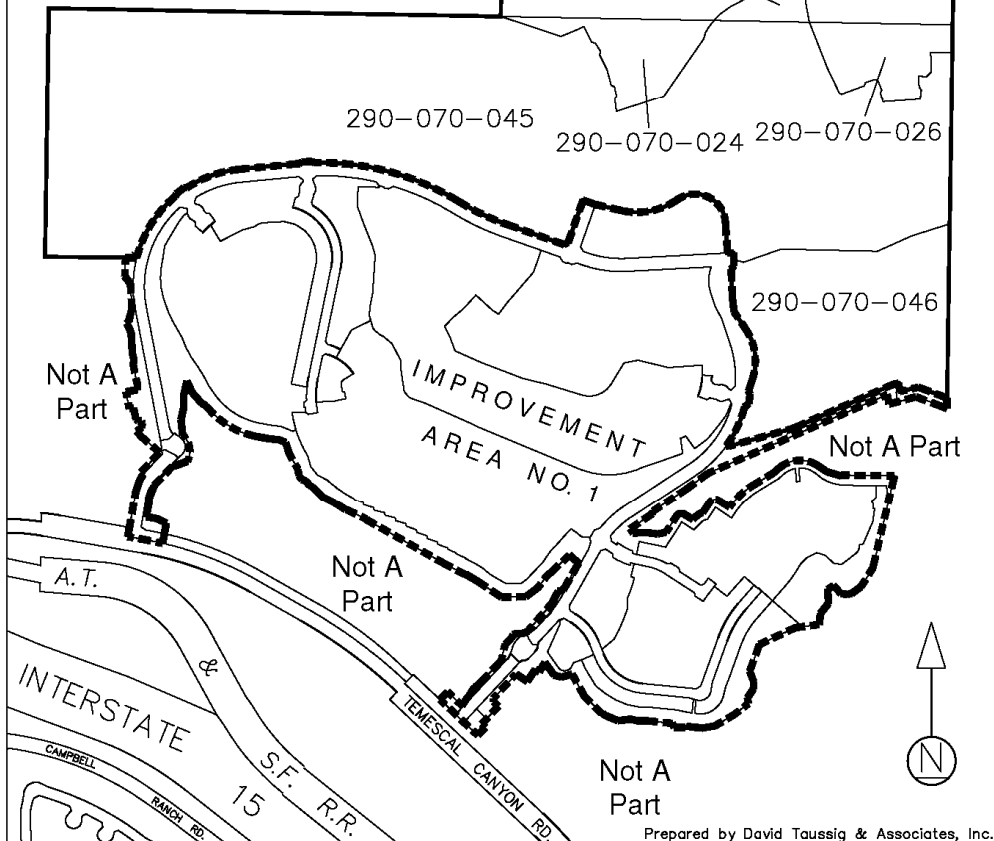 290-070-045
290-070-024
290-070-026
290-070-046
Not A
Part
IMPROVEMENT
AREA NO. 1
Not A Part
Not A
Part
A.T.
&
S.F. R.R.
INTERSTATE
15
CAMPBELL
RANCH RD.
TEMESCAL CANYON RD.
Not A
Part
N
Prepared by David Taussig & Associates, Inc.